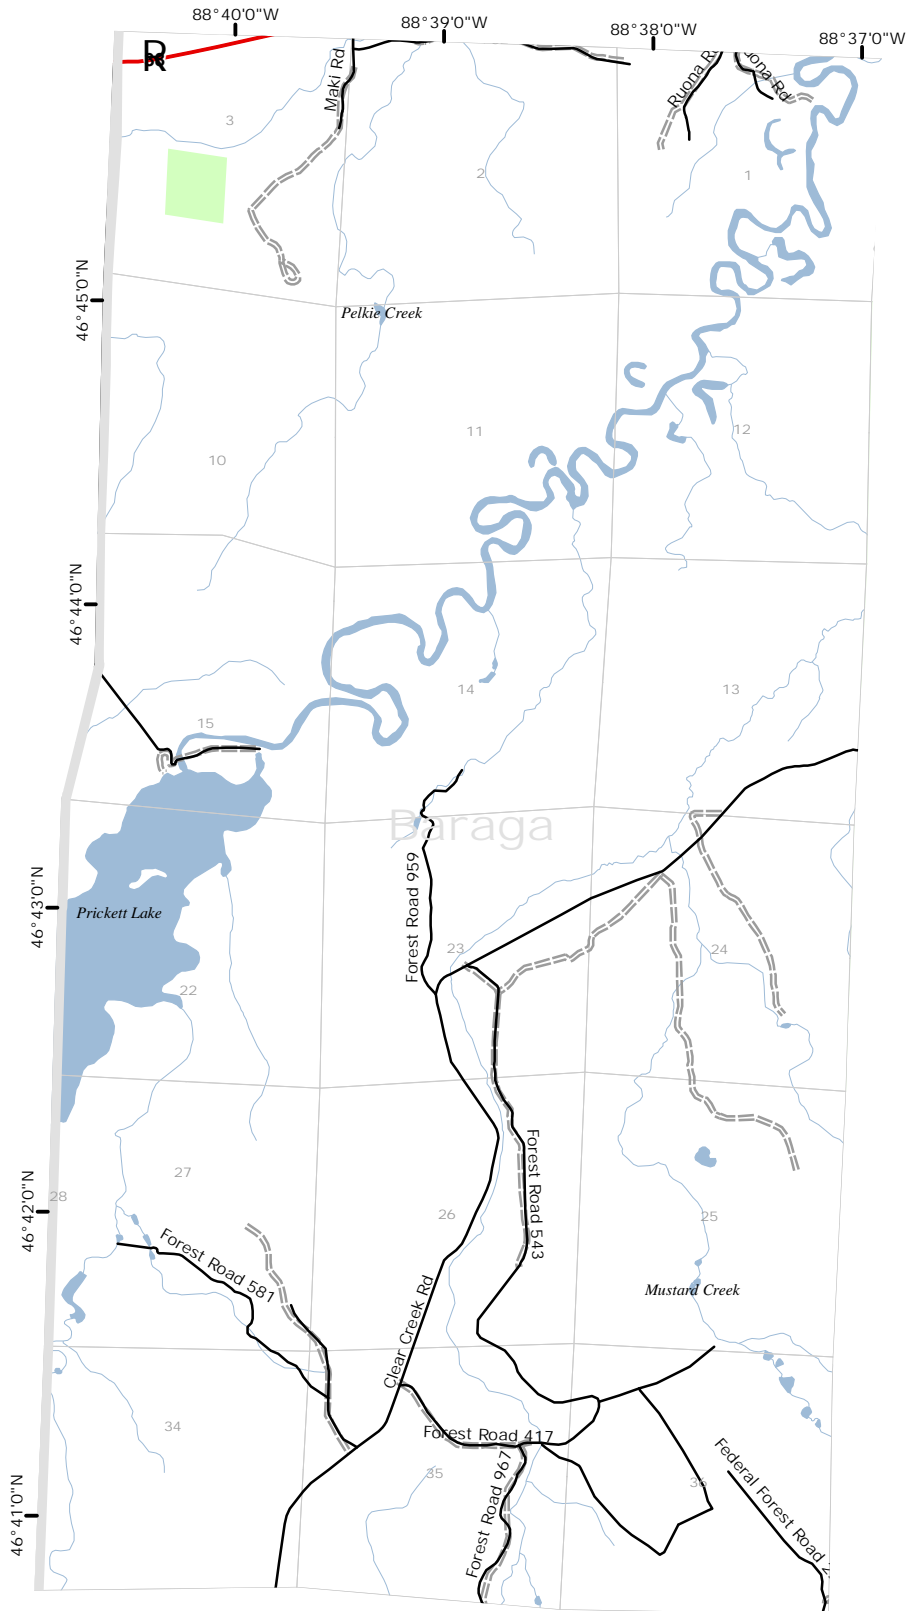 88°40'0"W
88°39'0"W
88°38'0"W
88°37'0"W
Maki Rd
3
2
1
46°45'0"N
Pelkie Creek
10
11
12
46°44'0"N
15
14
13
Baraga
Forest Road 959
46°43'0"N
Prickett Lake
22
23
24
Forest Road 543
46°42'0"N
28
27
26
25
Forest Road 581
Clear Creek Rd
Mustard Creek
34
Forest Road 417
35
36
Forest Road 967
Federal Forest Road
46°41'0"N